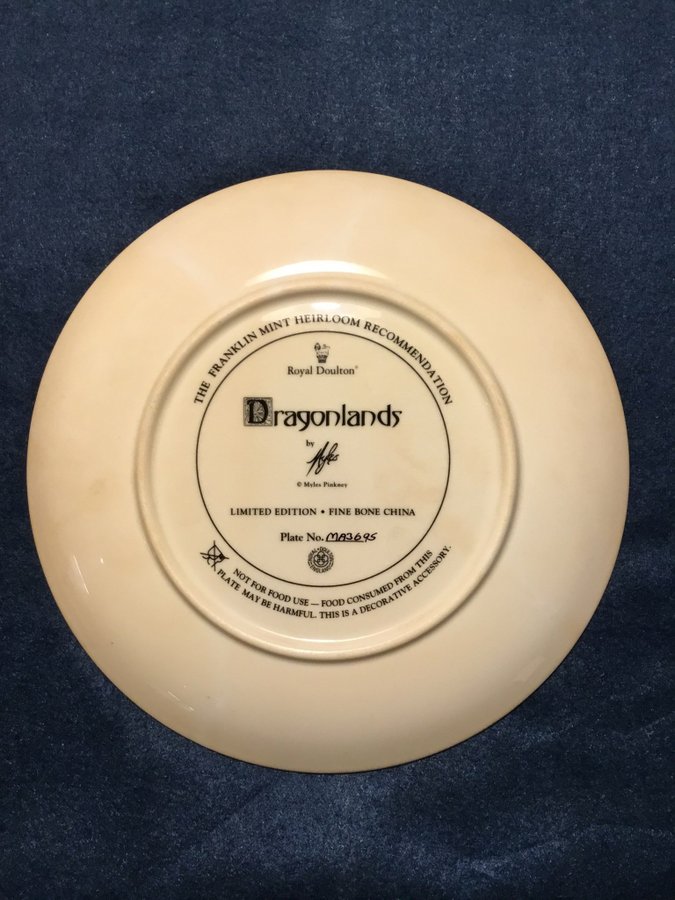 THE FRANKLIN MINT HEIRLOOM RECOMMENDATION
Royal Doulton®
Dragonlands
by
Myles
© Myles Pinkney
LIMITED EDITION • FINE BONE CHINA
Plate No. MA3695
NOT FOR FOOD USE — FOOD CONSUMED FROM THIS
PLATE MAY BE HARMFUL. THIS IS A DECORATIVE ACCESSORY.